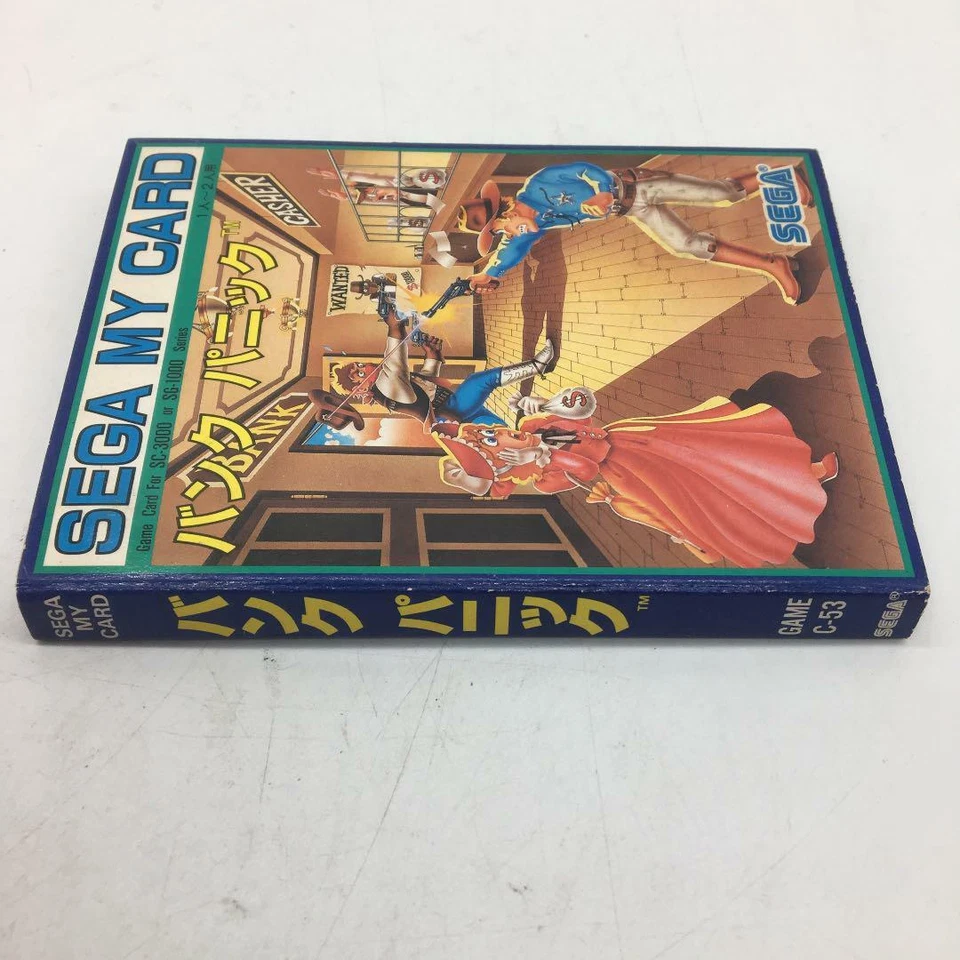 SEGA MY CARD
Game Card For SC-3000 or SG-1000 Series
1人〜2人用
バンク パニック™
BANK
CASHIER
WANTED
$
$
SEGA®
SEGA
MY
CARD
バンク パニック™
GAME
C-53
SEGA®